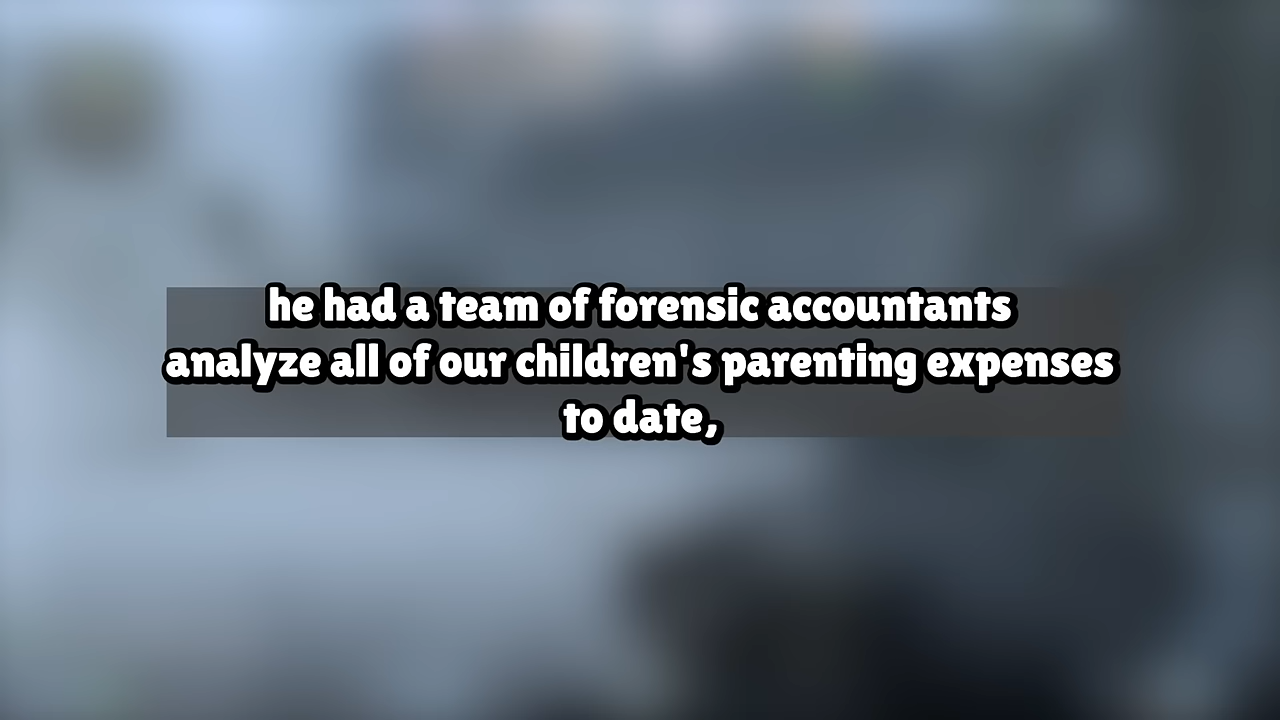 he had a team of forensic accountants
analyze all of our children's parenting expenses
to date,